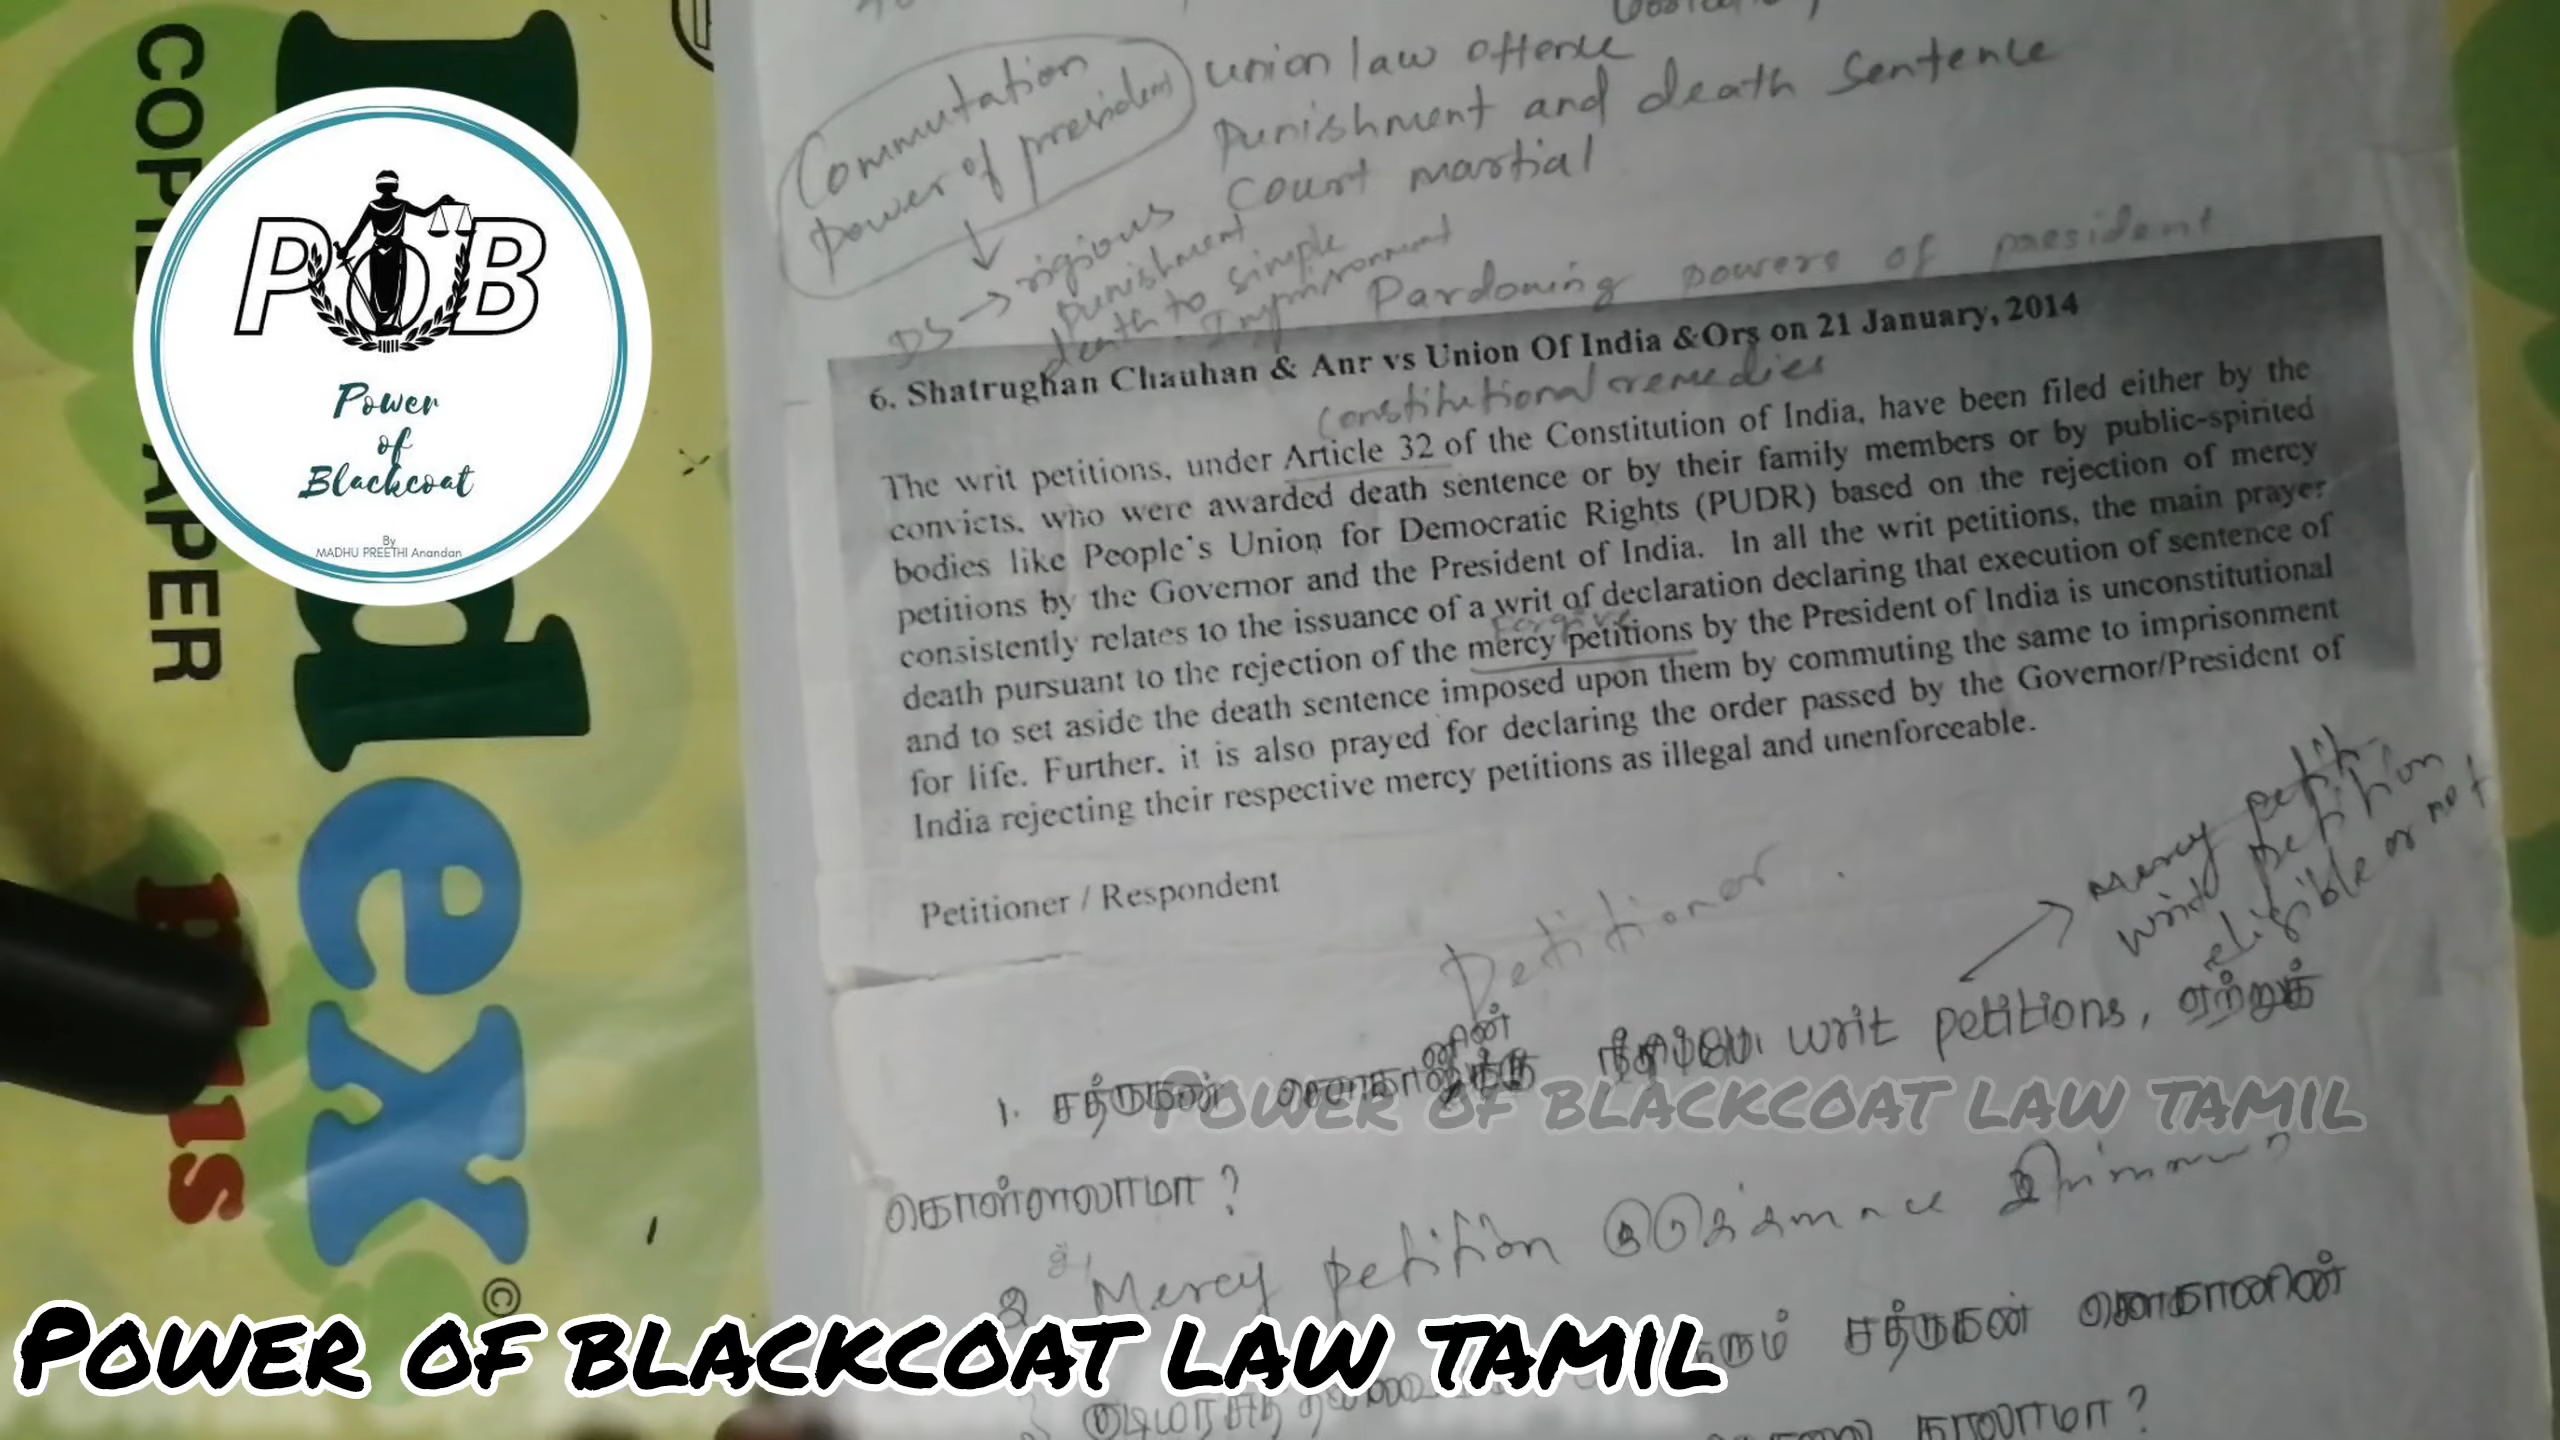 COPIER PAPER
plus
©
POB
Power
of
Blackcoat
By
MADHU PREETHI Anandan
Commutation
power of president
union law offense
punishment and death sentence
Court martial
DS → rigious
punishment
death to simple
Imprisonment
Pardoning powers of president
6. Shatrughan Chauhan & Anr vs Union Of India &Ors on 21 January, 2014
Constitutional remedies
The writ petitions, under Article 32 of the Constitution of India, have been filed either by the
convicts, who were awarded death sentence or by their family members or by public-spirited
bodies like People's Union for Democratic Rights (PUDR) based on the rejection of mercy
petitions by the Governor and the President of India. In all the writ petitions, the main prayer
consistently relates to the issuance of a writ of declaration declaring that execution of sentence of
forgive
death pursuant to the rejection of the mercy petitions by the President of India is unconstitutional
and to set aside the death sentence imposed upon them by commuting the same to imprisonment
for life. Further, it is also prayed for declaring the order passed by the Governor/President of
India rejecting their respective mercy petitions as illegal and unenforceable.
Petitioner / Respondent
Petitioner
Mercy petit
writ petition
eligible or not
1. சத்ருகன் writ petitions, ஏற்றுக்
கொள்ளலாமா?
2 Mercy petition
சத்ருகன் சௌகானின்
Power of blackcoat law tamil
Power of blackcoat law tamil